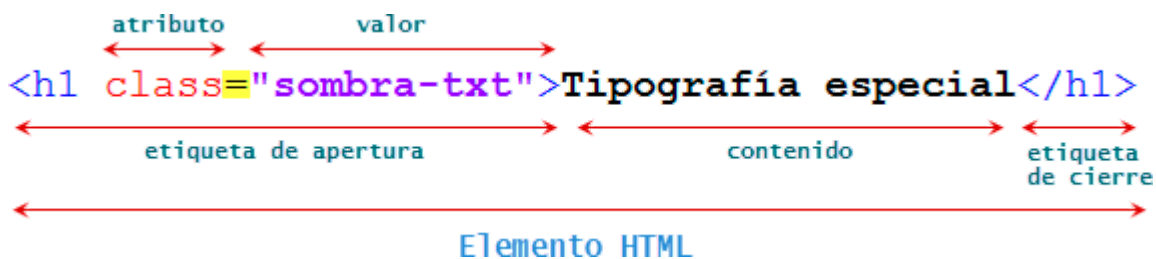 atributo valor
<h1 class="sombra-txt">Tipografía especial</h1>
etiqueta de apertura contenido etiqueta
de cierre
Elemento HTML